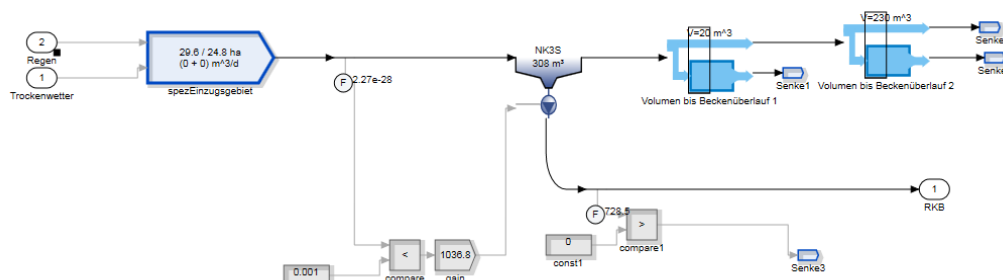 V=20 m^3
V=230 m^3
2
Regen
1
Trockenwetter
29.6 / 24.8 ha
(0 + 0) m^3/d
spezEinzugsgebiet
F
2.27e-28
NK3S
308 m³
Volumen bis Beckenüberlauf 1
Senke1
Volumen bis Beckenüberlauf 2
Senke
Senke
F
728.5
1
RKB
0
const1
>
compare1
Senke3
0.001
<
compare
1036.8
gain